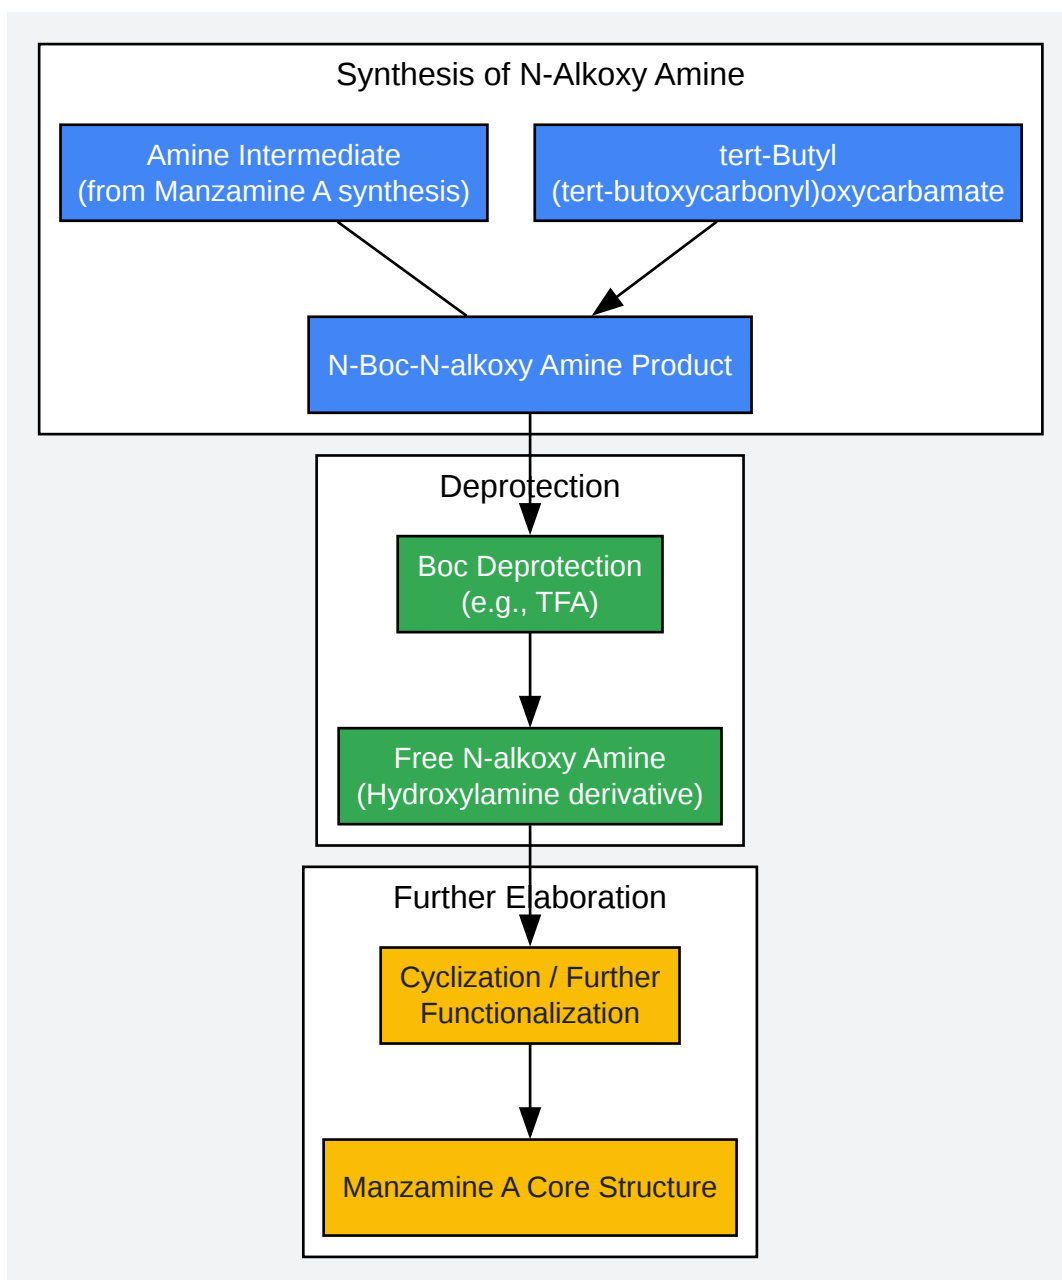 Synthesis of N-Alkoxy Amine
Amine Intermediate
(from Manzamine A synthesis)
tert-Butyl
(tert-butoxycarbonyl)oxycarbamate
N-Boc-N-alkoxy Amine Product
Deprotection
Boc Deprotection
(e.g., TFA)
Free N-alkoxy Amine
(Hydroxylamine derivative)
Further Elaboration
Cyclization / Further
Functionalization
Manzamine A Core Structure